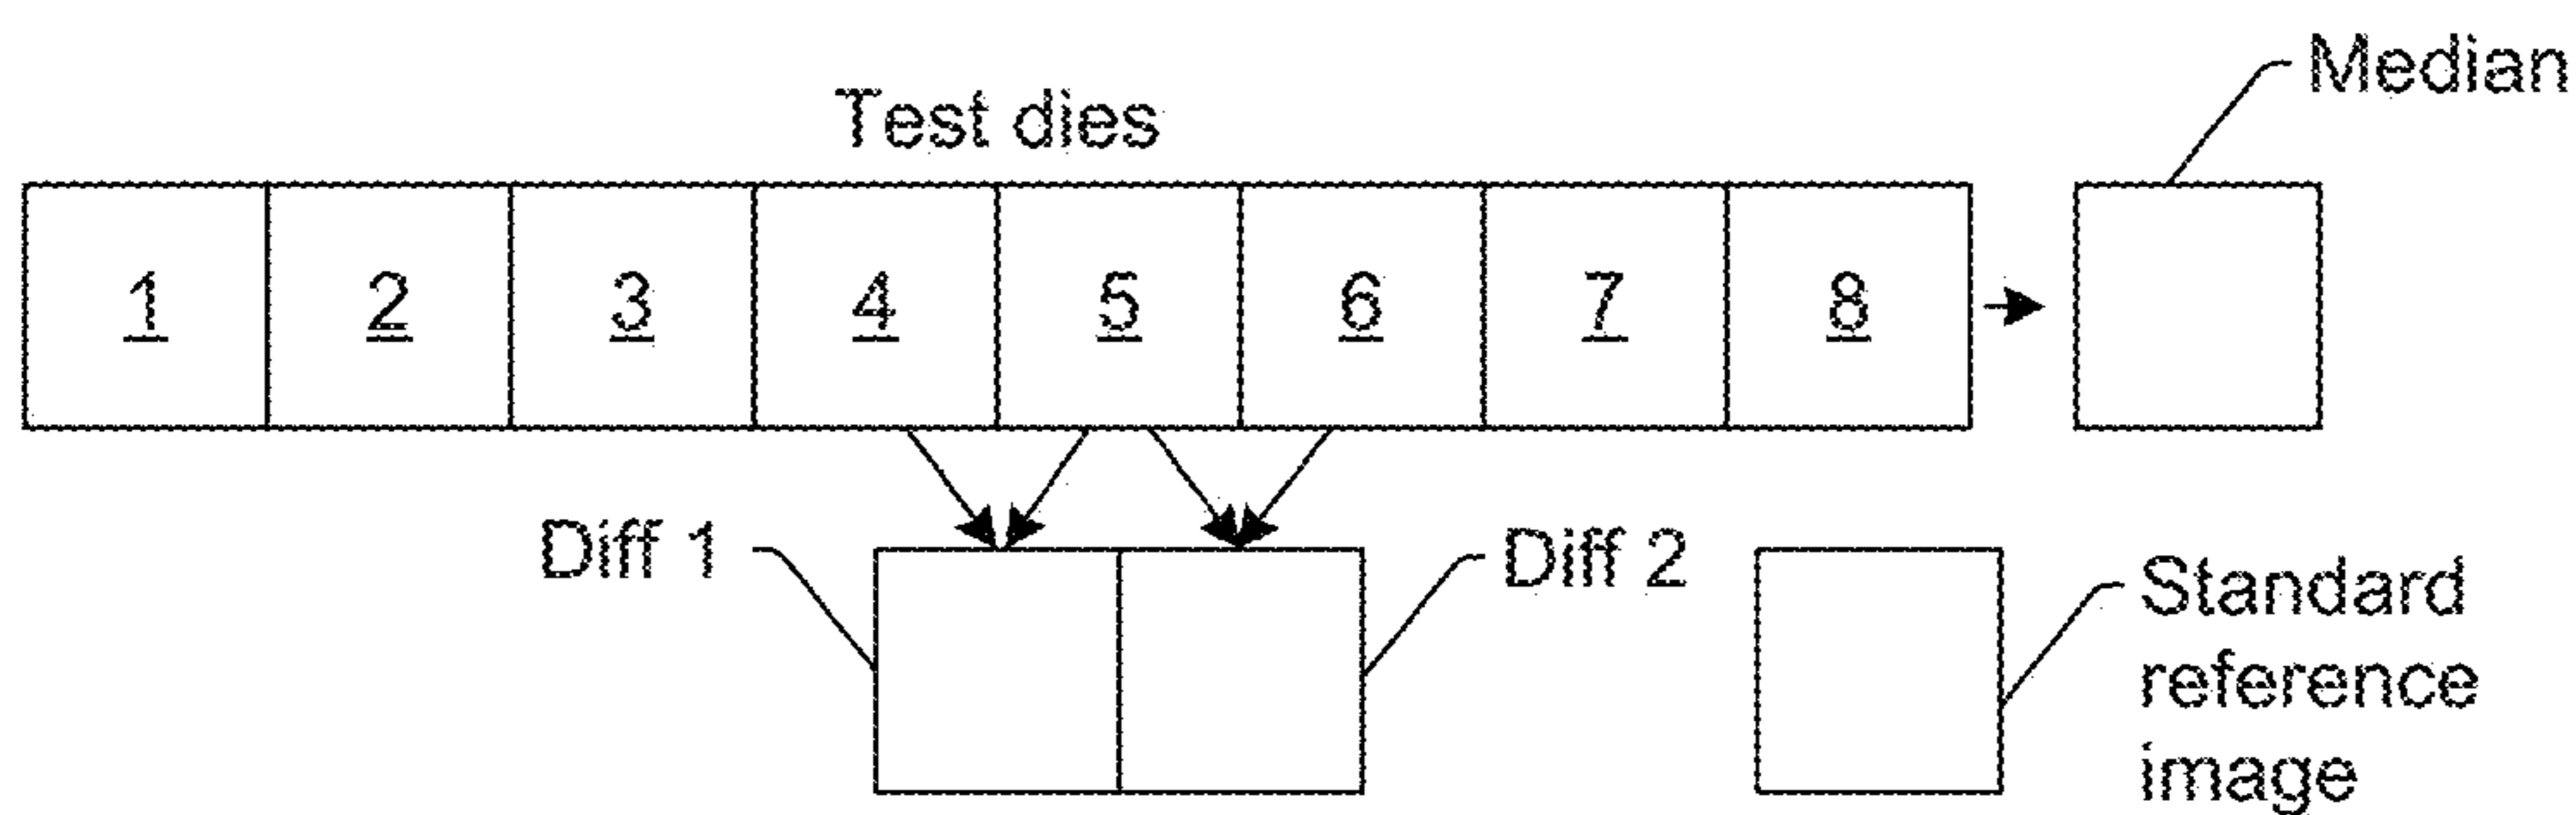 Median
Test dies
1 2 3 4 5 6 7 8
Diff 1
Diff 2
Standard
reference
image